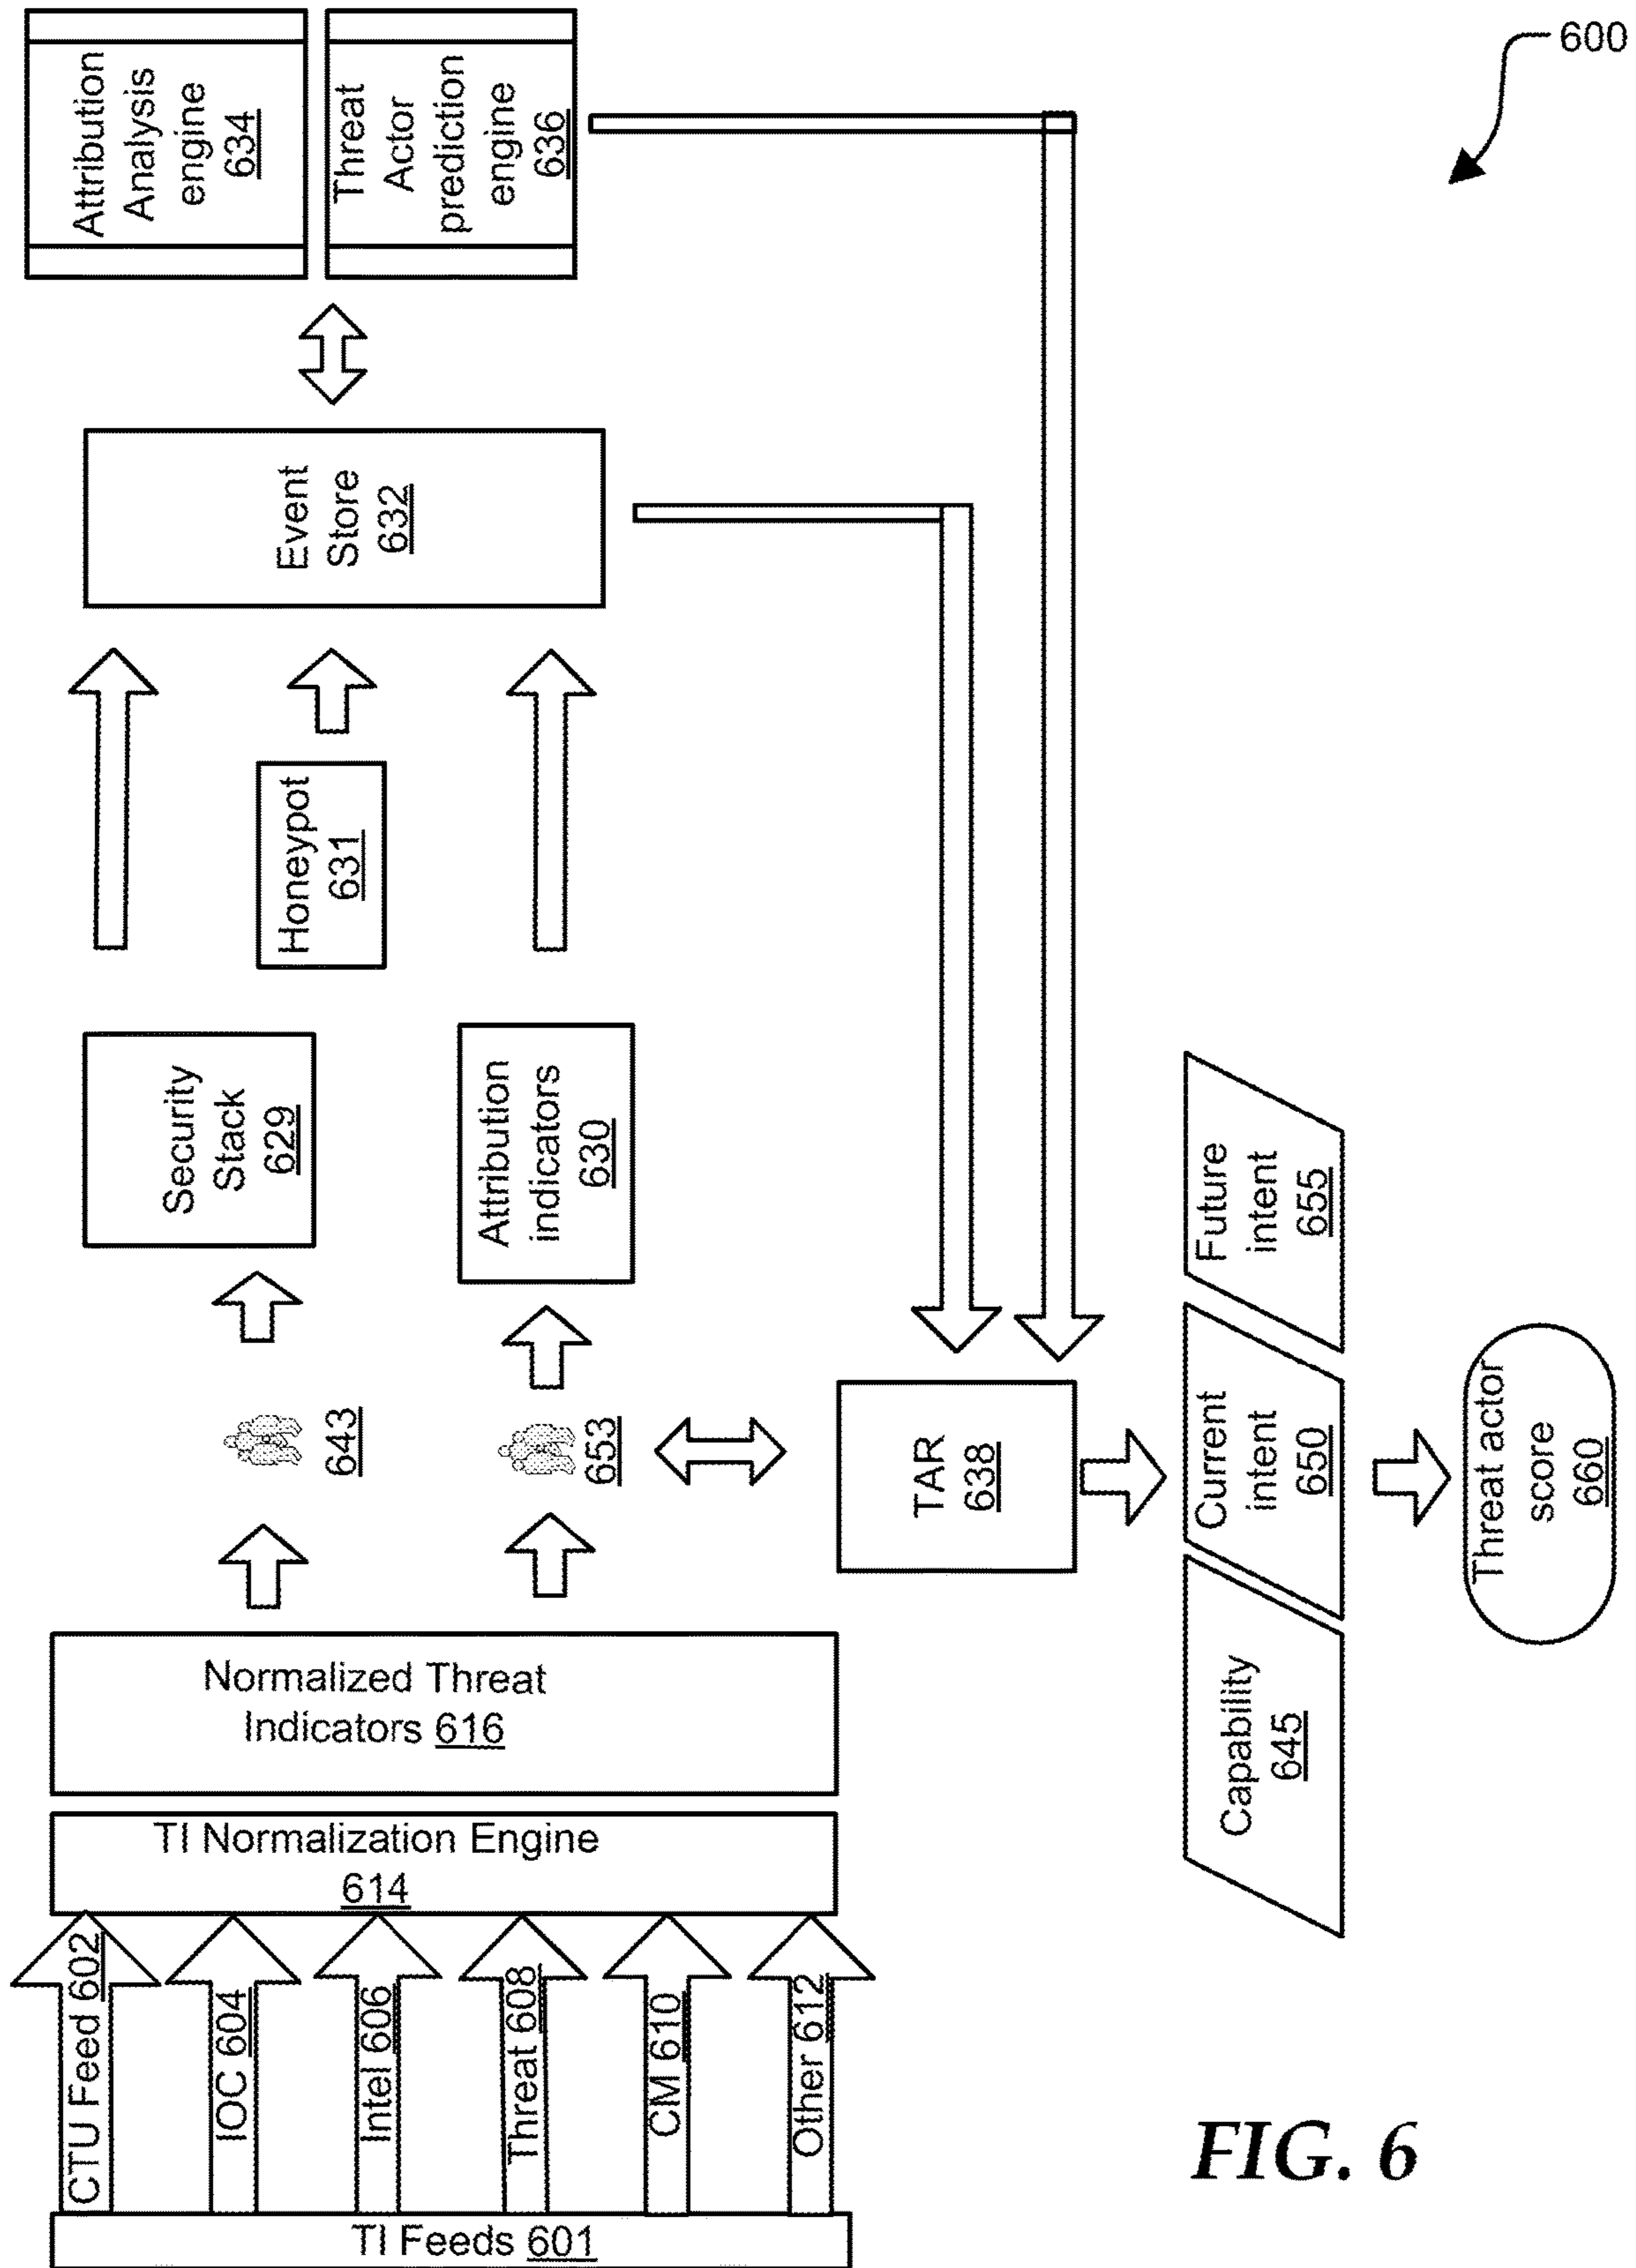 600
Attribution
Analysis
engine
634
Threat
Actor
prediction
engine
636
Event
Store
632
Honeypot
631
Security
Stack
629
Attribution
indicators
630
643
653
Normalized Threat
Indicators 616
TI Normalization Engine
614
CTU Feed 602
IOC 604
Intel 606
Threat 608
CM 610
Other 612
TI Feeds 601
TAR
638
Capability
645
Current
intent
650
Future
intent
655
Threat actor
score
660
FIG. 6